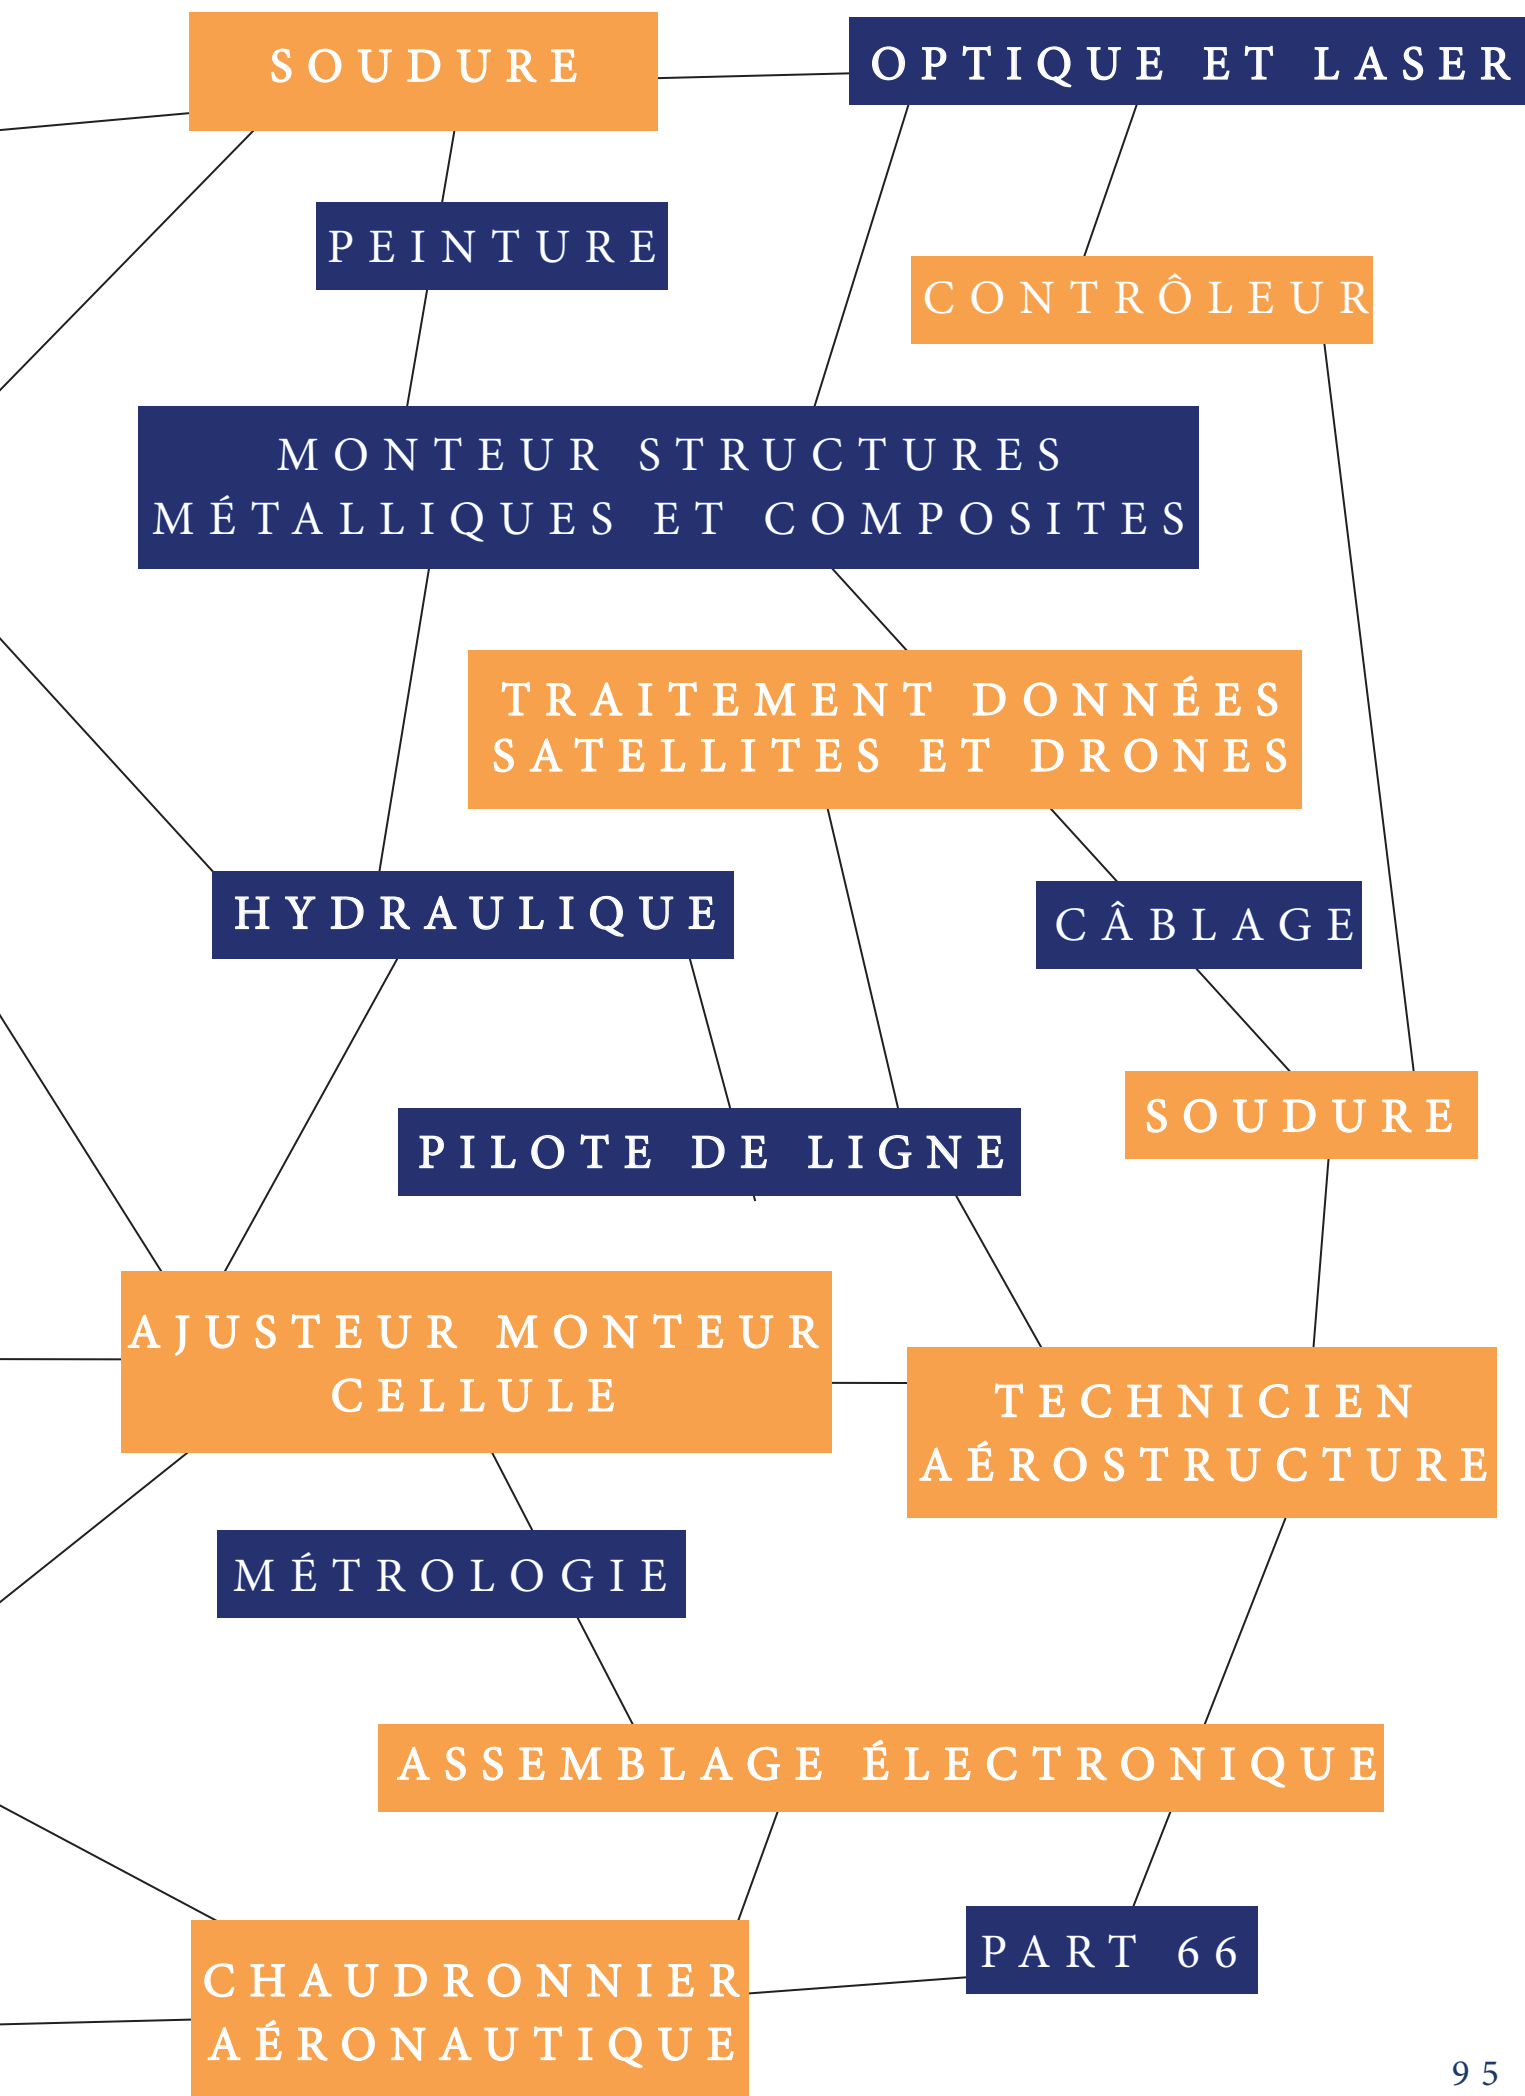 SOUDURE
OPTIQUE ET LASER
PEINTURE
CONTRÔLEUR
MONTEUR STRUCTURES
MÉTALLIQUES ET COMPOSITES
TRAITEMENT DONNÉES
SATELLITES ET DRONES
HYDRAULIQUE
CÂBLAGE
SOUDURE
PILOTE DE LIGNE
AJUSTEUR MONTEUR
CELLULE
TECHNICIEN
AÉROSTRUCTURE
MÉTROLOGIE
ASSEMBLAGE ÉLECTRONIQUE
PART 66
CHAUDRONNIER
AÉRONAUTIQUE
95